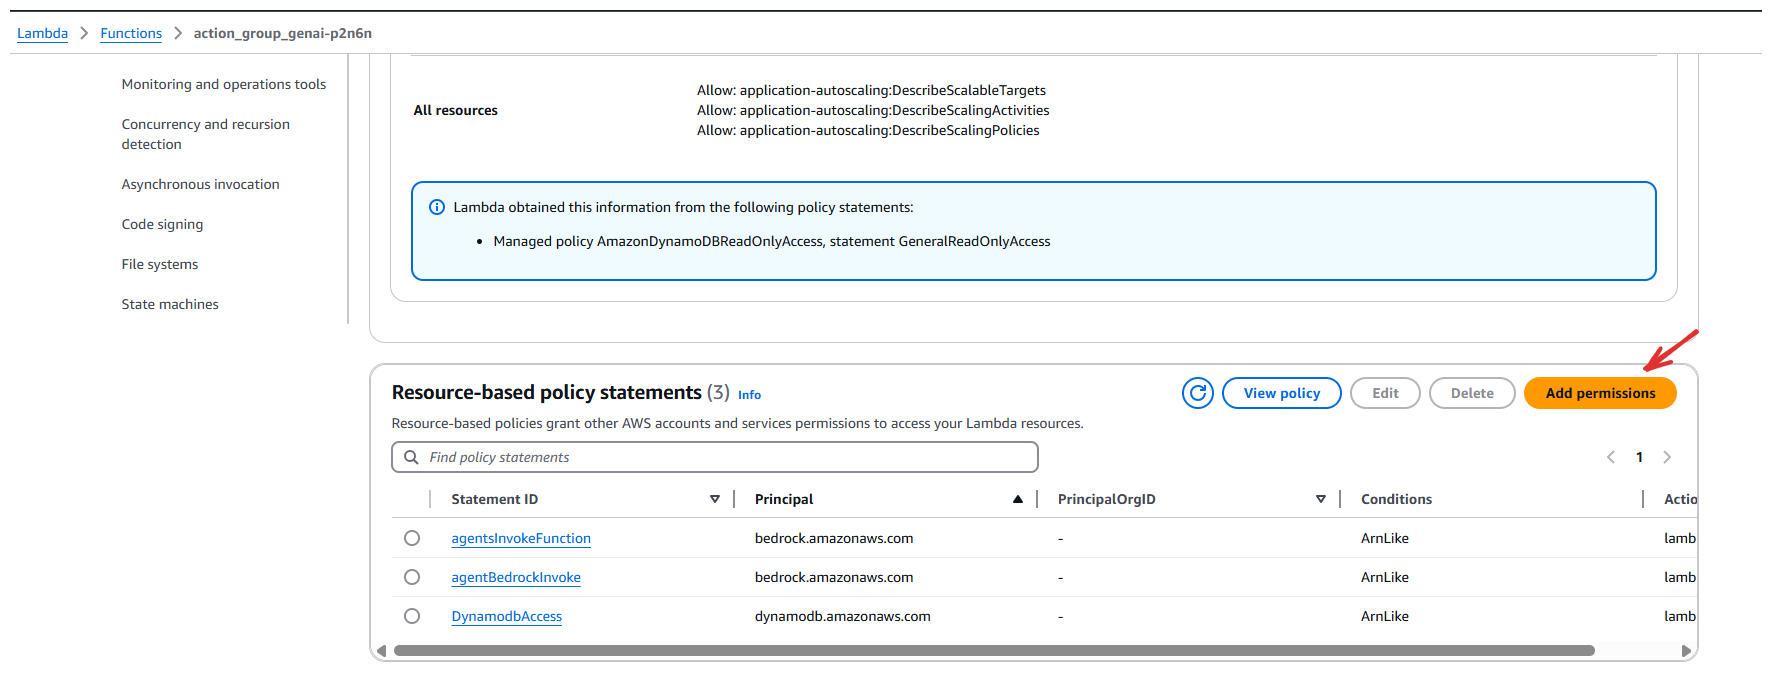 Lambda > Functions > action_group_genai-p2n6n
Monitoring and operations tools
Concurrency and recursion
detection
Asynchronous invocation
Code signing
File systems
State machines
All resources
Allow: application-autoscaling:DescribeScalableTargets
Allow: application-autoscaling:DescribeScalingActivities
Allow: application-autoscaling:DescribeScalingPolicies
Lambda obtained this information from the following policy statements:
• Managed policy AmazonDynamoDBReadOnlyAccess, statement GeneralReadOnlyAccess
Resource-based policy statements (3) Info
View policy Edit Delete Add permissions
Resource-based policies grant other AWS accounts and services permissions to access your Lambda resources.
Find policy statements
1
Statement ID Principal PrincipalOrgID Conditions Actio
agentsInvokeFunction bedrock.amazonaws.com - ArnLike lamb
agentBedrockInvoke bedrock.amazonaws.com - ArnLike lamb
DynamodbAccess dynamodb.amazonaws.com - ArnLike lamb